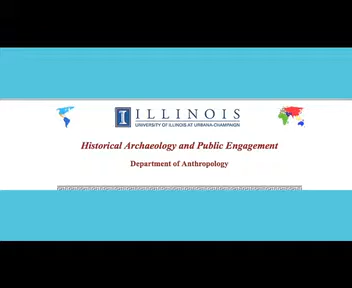 I ILLINOIS
UNIVERSITY OF ILLINOIS AT URBANA-CHAMPAIGN
Historical Archaeology and Public Engagement
Department of Anthropology